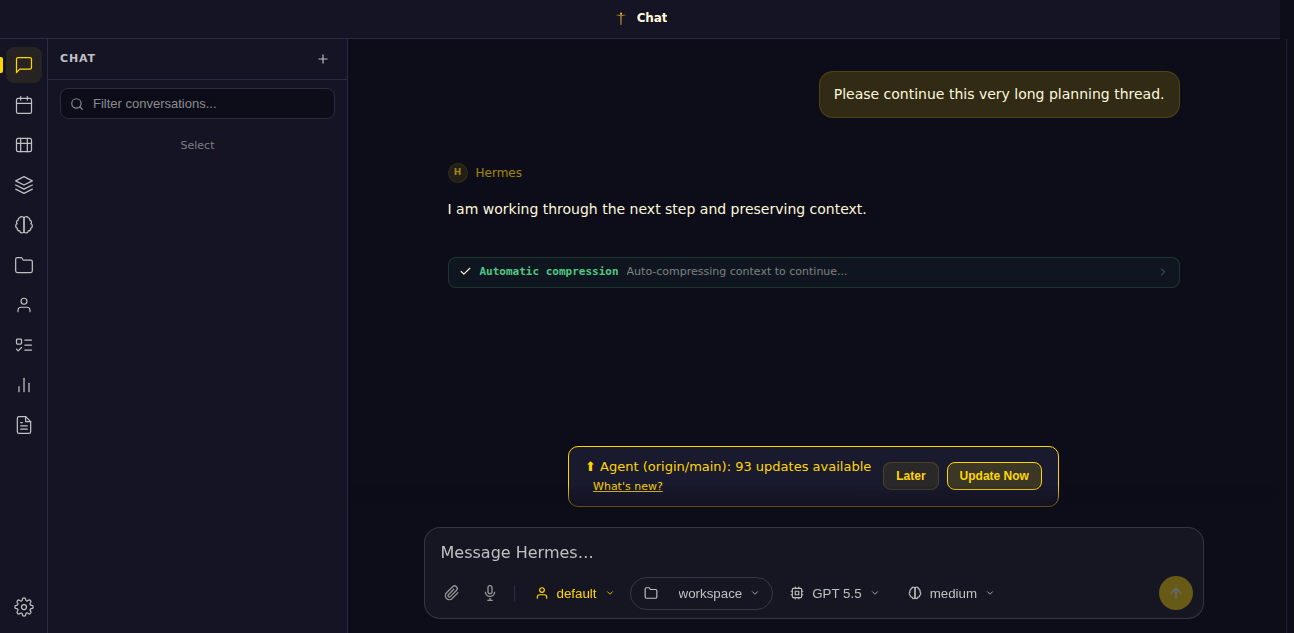 Chat
CHAT
Filter conversations...
Select
Please continue this very long planning thread.
H Hermes
I am working through the next step and preserving context.
Automatic compression Auto-compressing context to continue...
⬆ Agent (origin/main): 93 updates available
What's new?
Later
Update Now
Message Hermes...
default
workspace
GPT 5.5
medium